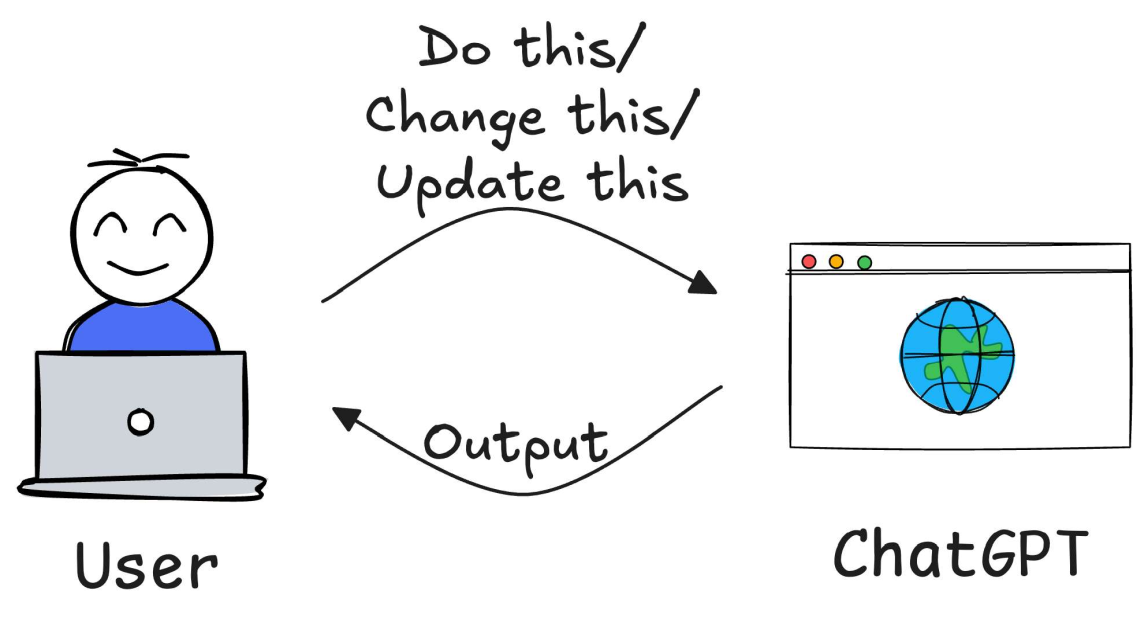 Do this/
Change this/
Update this
Output
User
ChatGPT